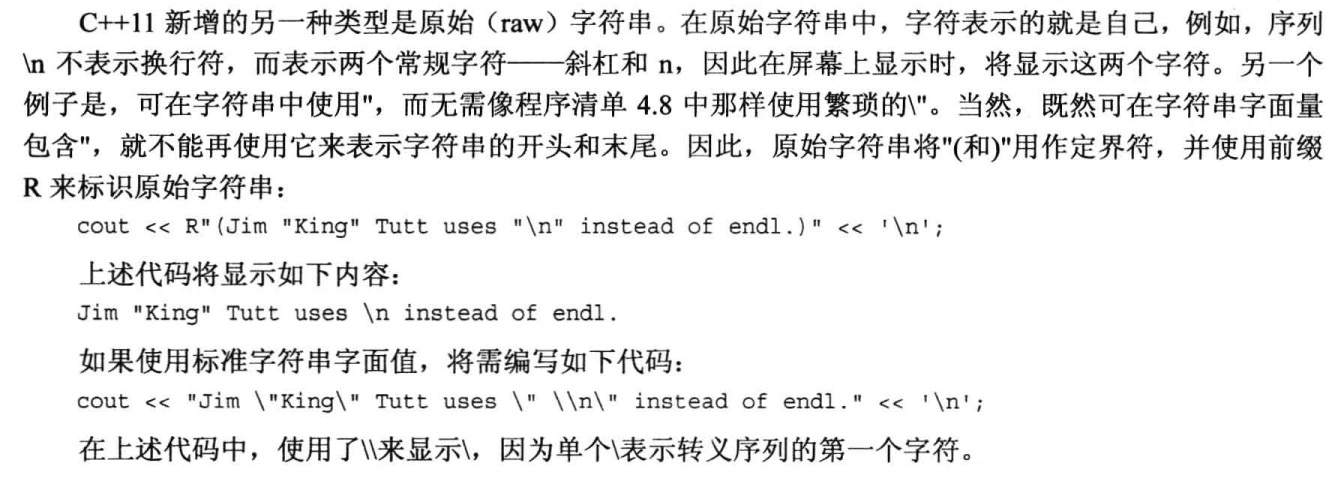 C++11 新增的另一种类型是原始（raw）字符串。在原始字符串中，字符表示的就是自己，例如，序列
\n 不表示换行符，而表示两个常规字符——斜杠和 n，因此在屏幕上显示时，将显示这两个字符。另一个
例子是，可在字符串中使用"，而无需像程序清单 4.8 中那样使用繁琐的\"。当然，既然可在字符串字面量
包含"，就不能再使用它来表示字符串的开头和末尾。因此，原始字符串将"(和)"用作定界符，并使用前缀
R 来标识原始字符串：
cout << R"(Jim "King" Tutt uses "\n" instead of endl.)" << '\n';
上述代码将显示如下内容：
Jim "King" Tutt uses \n instead of endl.
如果使用标准字符串字面值，将需编写如下代码：
cout << "Jim \"King\" Tutt uses \" \\n\" instead of endl." << '\n';
在上述代码中，使用了\\来显示\，因为单个\表示转义序列的第一个字符。